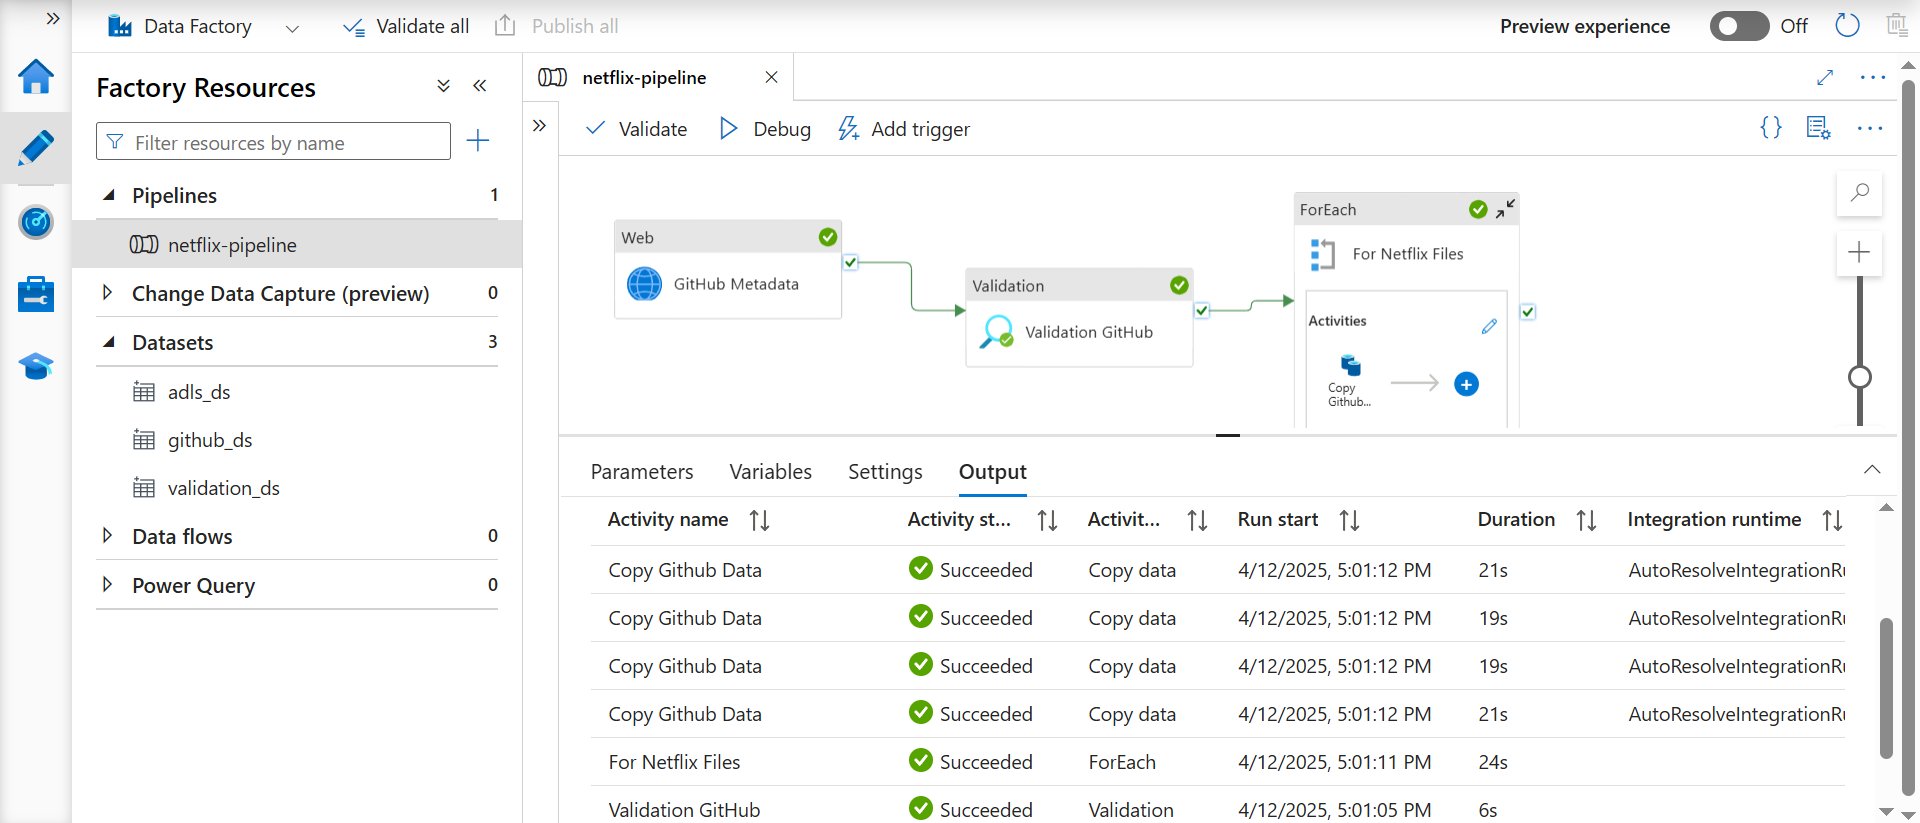 Data Factory
Validate all
Publish all
Preview experience
Off
Factory Resources
Filter resources by name
Pipelines 1
netflix-pipeline
Change Data Capture (preview) 0
Datasets 3
adls_ds
github_ds
validation_ds
Data flows 0
Power Query 0
netflix-pipeline
Validate Debug Add trigger
Web
GitHub Metadata
Validation
Validation GitHub
ForEach
For Netflix Files
Activities
Copy
Github...
Parameters Variables Settings Output
Activity name Activity st... Activit... Run start Duration Integration runtime
Copy Github Data Succeeded Copy data 4/12/2025, 5:01:12 PM 21s AutoResolveIntegrationRu
Copy Github Data Succeeded Copy data 4/12/2025, 5:01:12 PM 19s AutoResolveIntegrationRu
Copy Github Data Succeeded Copy data 4/12/2025, 5:01:12 PM 19s AutoResolveIntegrationRu
Copy Github Data Succeeded Copy data 4/12/2025, 5:01:12 PM 21s AutoResolveIntegrationRu
For Netflix Files Succeeded ForEach 4/12/2025, 5:01:11 PM 24s
Validation GitHub Succeeded Validation 4/12/2025, 5:01:05 PM 6s